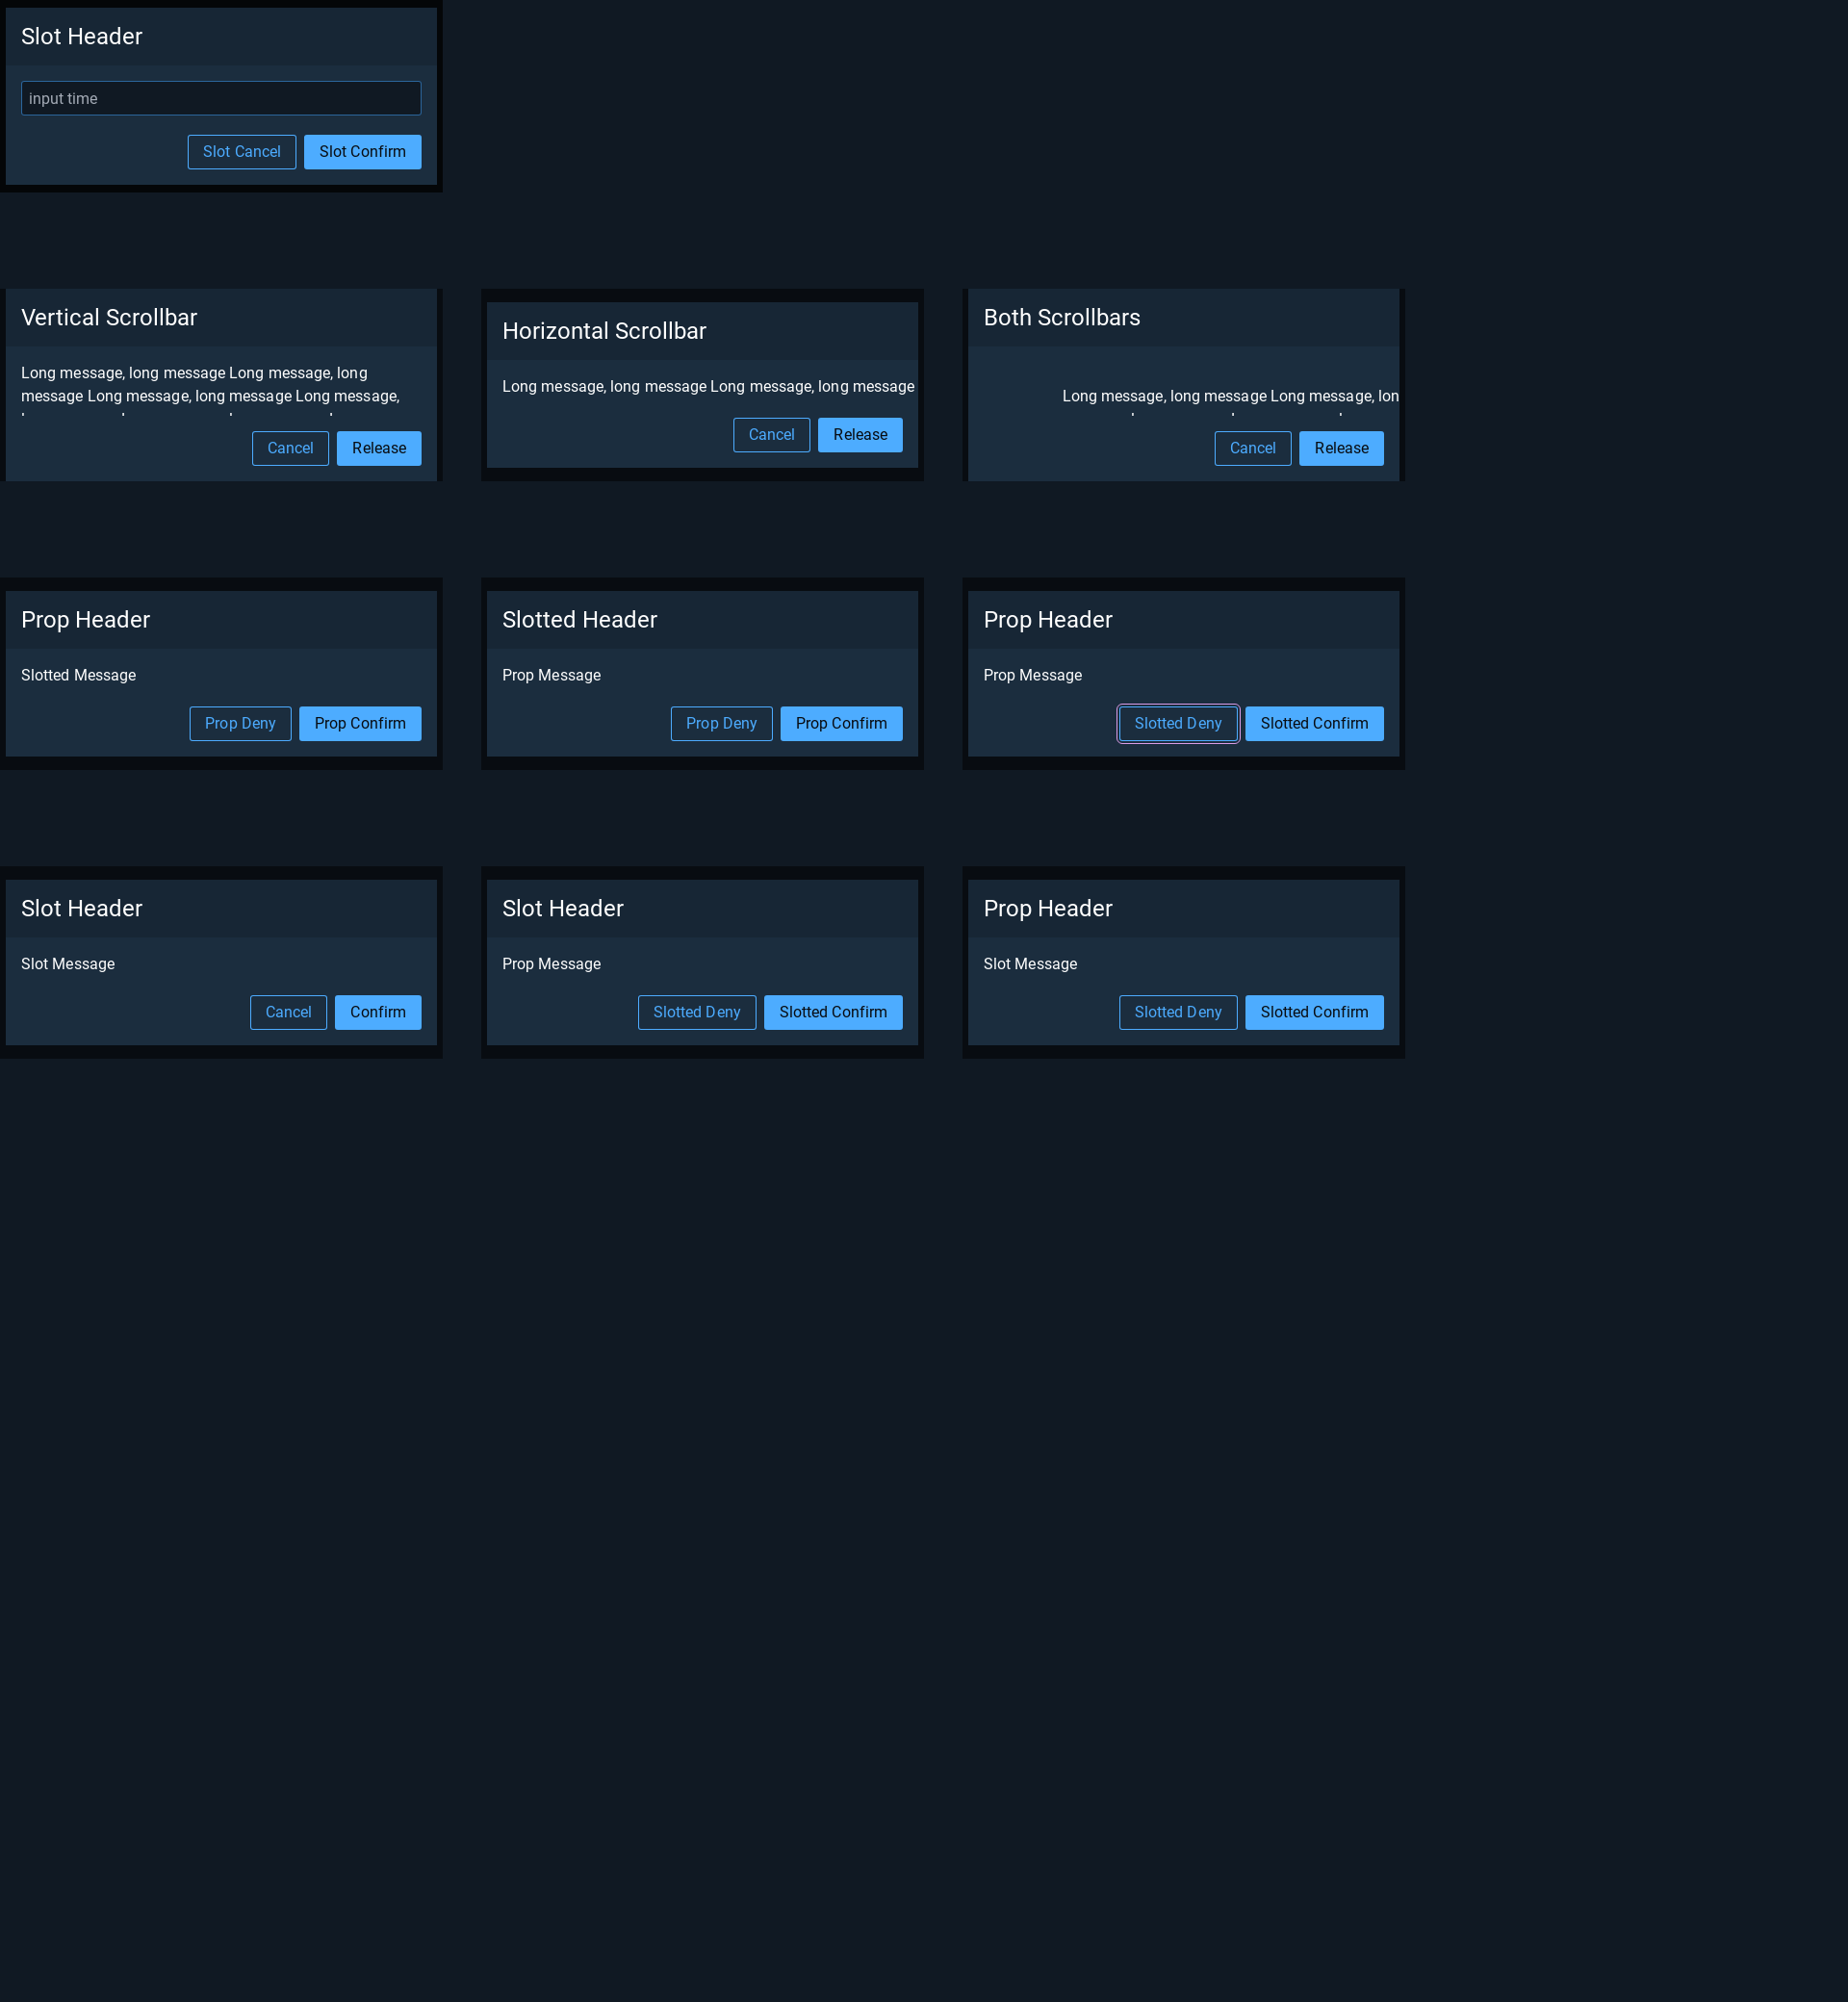 Slot Header
input time
Slot Cancel
Slot Confirm
Vertical Scrollbar
Long message, long message Long message, long
message Long message, long message Long message,
Cancel
Release
Horizontal Scrollbar
Long message, long message Long message, long message
Cancel
Release
Both Scrollbars
Long message, long message Long message, lon
Cancel
Release
Prop Header
Slotted Message
Prop Deny
Prop Confirm
Slotted Header
Prop Message
Prop Deny
Prop Confirm
Prop Header
Prop Message
Slotted Deny
Slotted Confirm
Slot Header
Slot Message
Cancel
Confirm
Slot Header
Prop Message
Slotted Deny
Slotted Confirm
Prop Header
Slot Message
Slotted Deny
Slotted Confirm